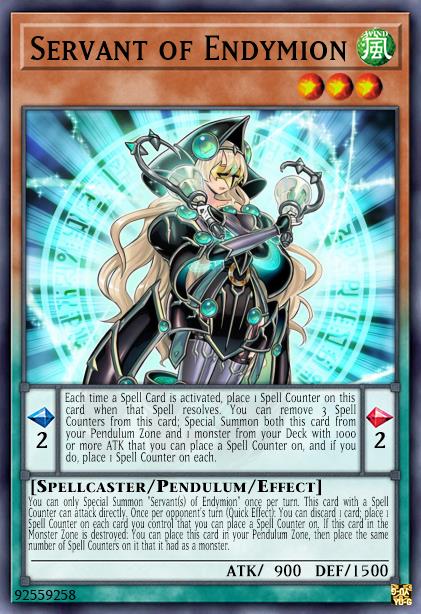 SERVANT OF ENDYMION
WIND
風
Each time a Spell Card is activated, place 1 Spell Counter on this
card when that Spell resolves. You can remove 3 Spell
Counters from this card; Special Summon both this card from
your Pendulum Zone and 1 monster from your Deck with 1000
or more ATK that you can place a Spell Counter on, and if you
do, place 1 Spell Counter on each.
2
2
[SPELLCASTER/PENDULUM/EFFECT]
You can only Special Summon "Servant(s) of Endymion" once per turn. This card with a Spell
Counter can attack directly. Once per opponent's turn (Quick Effect): You can discard 1 card; place 1
Spell Counter on each card you control that you can place a Spell Counter on. If this card in the
Monster Zone is destroyed: You can place this card in your Pendulum Zone, then place the same
number of Spell Counters on it that it had as a monster.
ATK/ 900 DEF/1500
92559258